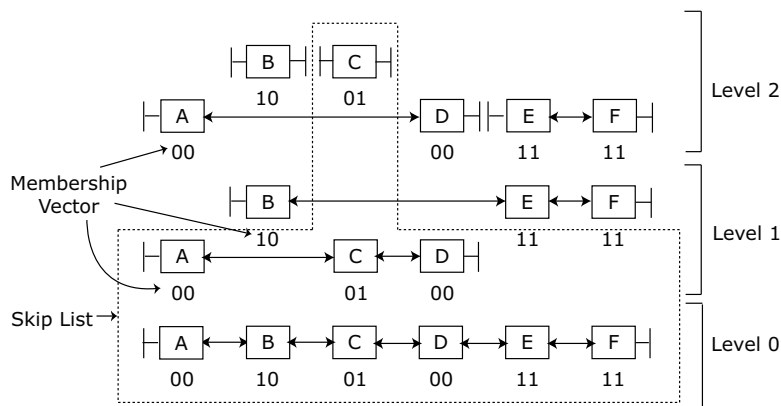 B C
10 01
Level 2
A D E F
00 00 11 11
Membership
Vector
B E F
10 11 11
Level 1
A C D
00 01 00
Skip List
A B C D E F
Level 0
00 10 01 00 11 11